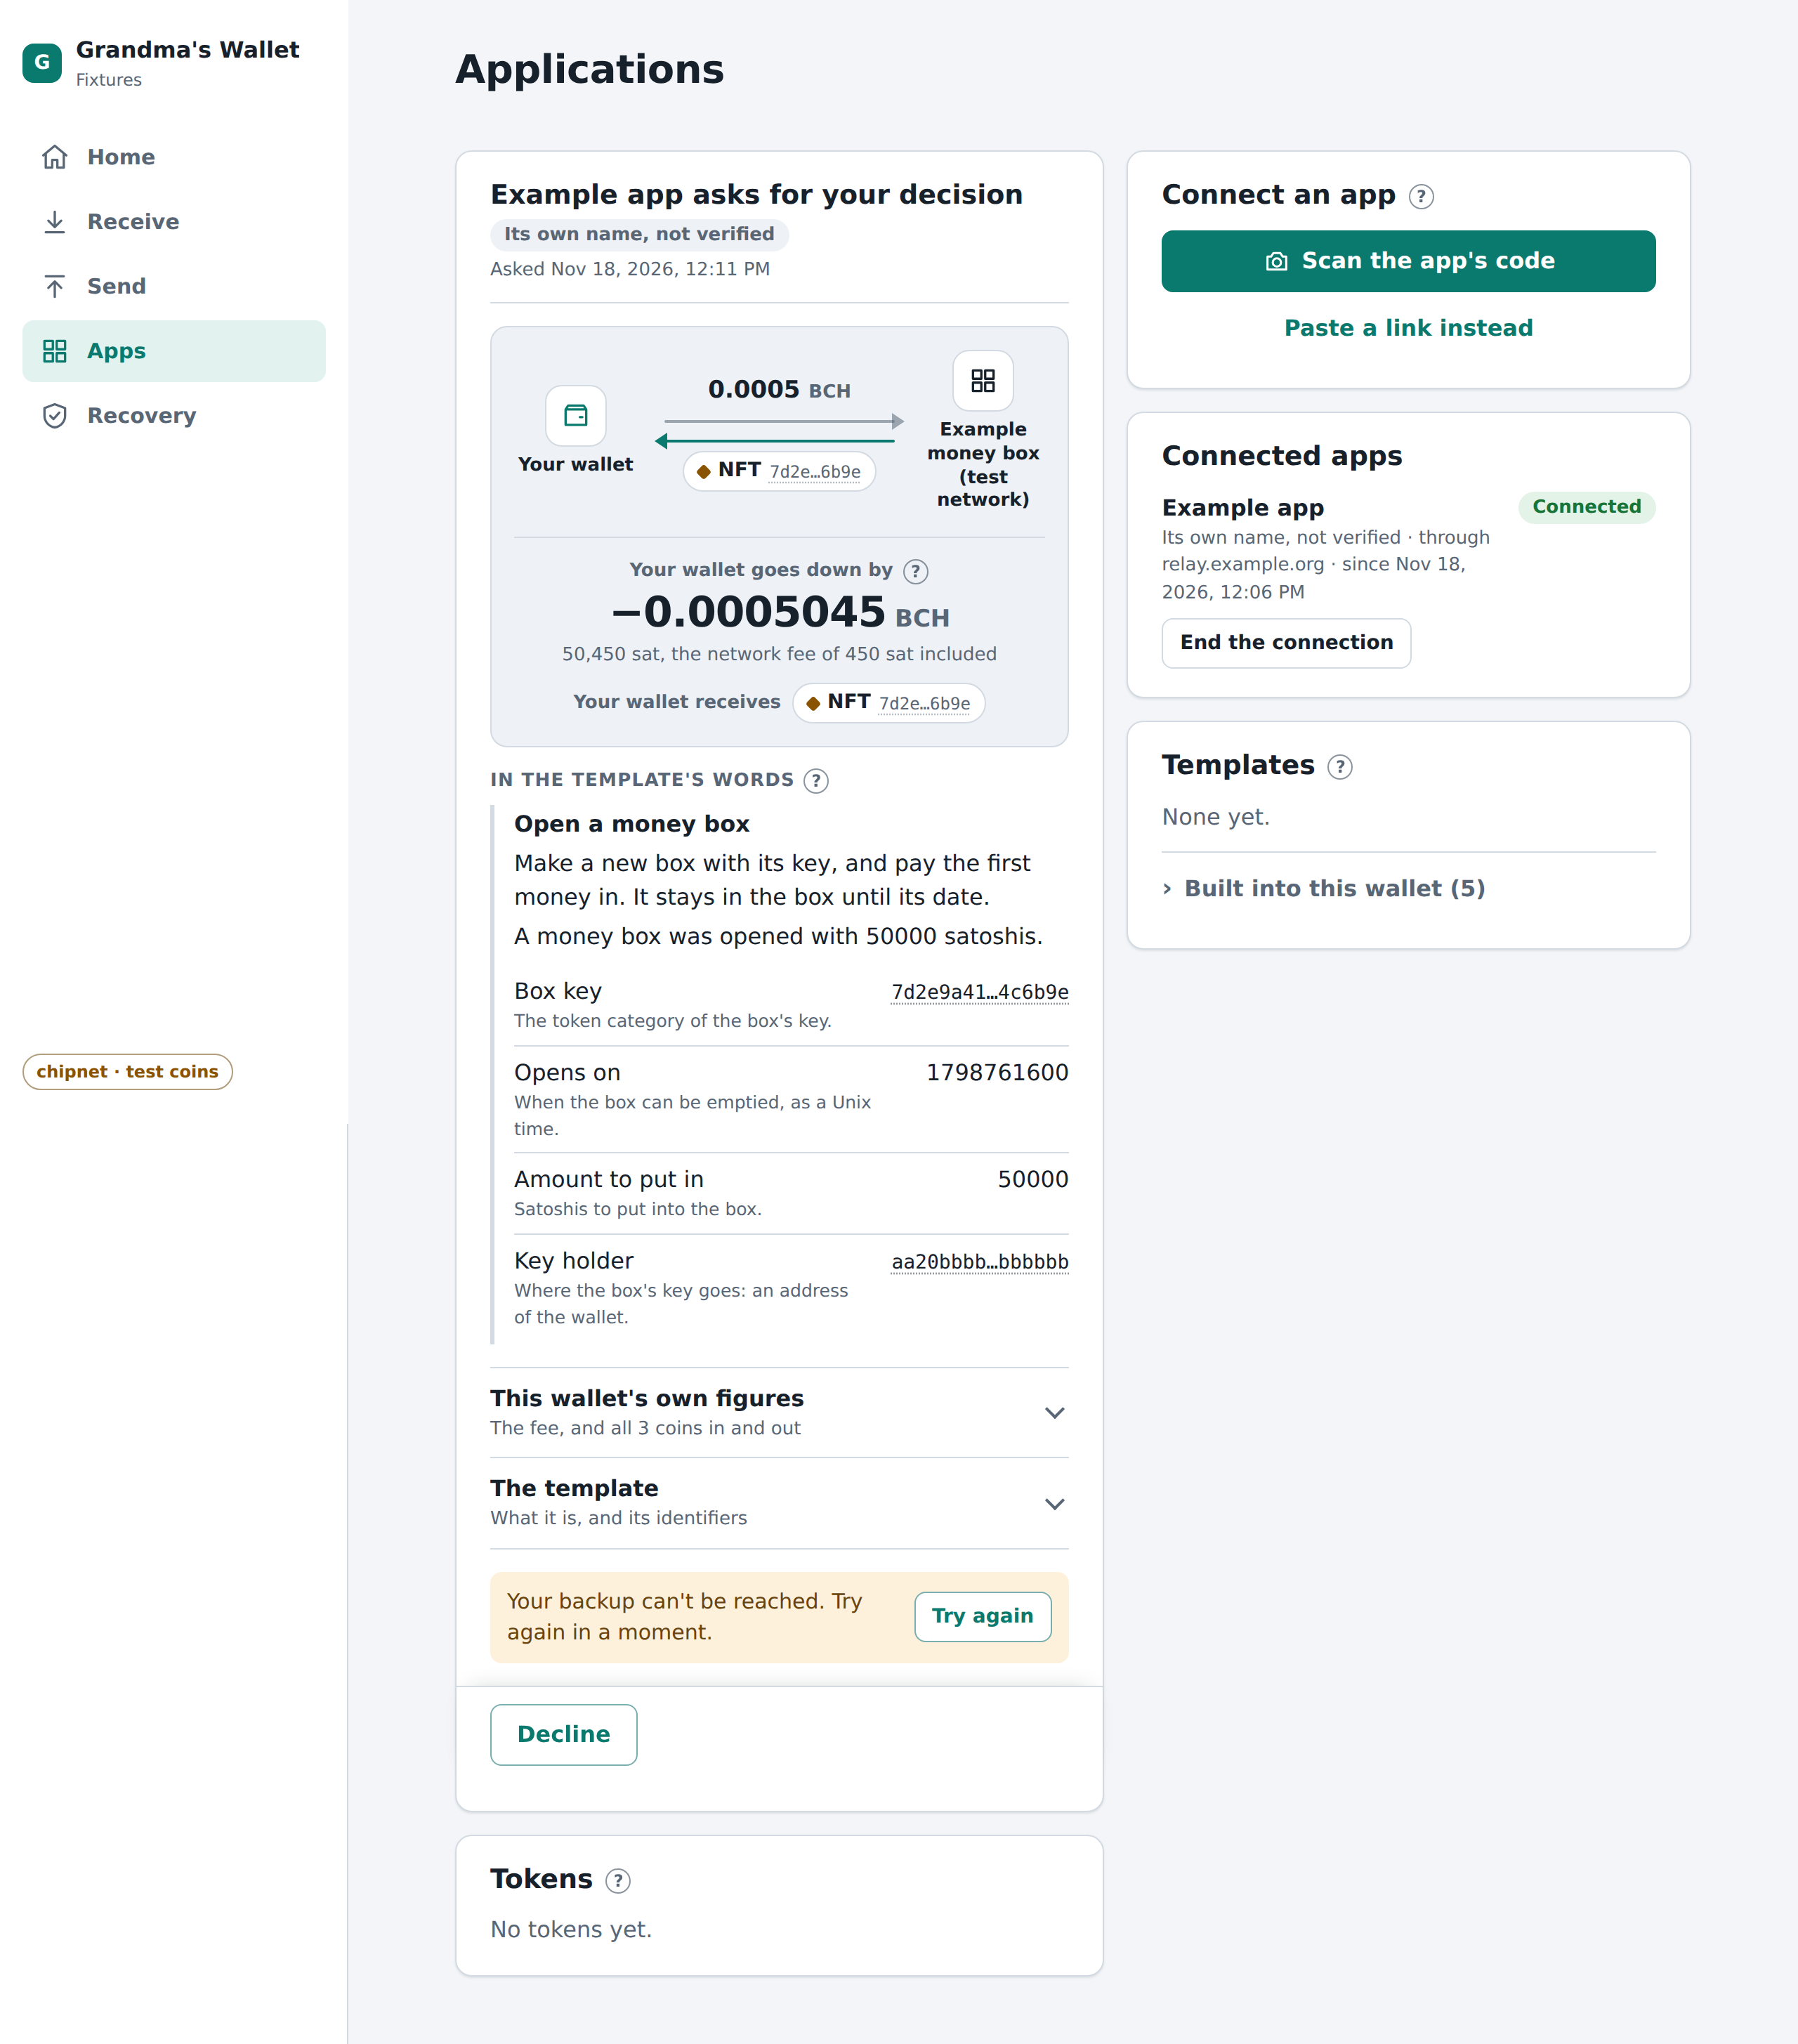 G
Grandma's Wallet
Fixtures
Home
Receive
Send
Apps
Recovery
chipnet · test coins
Applications
Example app asks for your decision
Its own name, not verified
Asked Nov 18, 2026, 12:11 PM
Your wallet
0.0005 BCH
NFT 7d2e…6b9e
Example
money box
(test
network)
Your wallet goes down by ?
−0.0005045 BCH
50,450 sat, the network fee of 450 sat included
Your wallet receives NFT 7d2e…6b9e
IN THE TEMPLATE'S WORDS ?
Open a money box
Make a new box with its key, and pay the first
money in. It stays in the box until its date.
A money box was opened with 50000 satoshis.
Box key 7d2e9a41…4c6b9e
The token category of the box's key.
Opens on 1798761600
When the box can be emptied, as a Unix
time.
Amount to put in 50000
Satoshis to put into the box.
Key holder aa20bbbb…bbbbbb
Where the box's key goes: an address
of the wallet.
This wallet's own figures
The fee, and all 3 coins in and out
The template
What it is, and its identifiers
Your backup can't be reached. Try
again in a moment.
Try again
Decline
Tokens ?
No tokens yet.
Connect an app ?
Scan the app's code
Paste a link instead
Connected apps
Example app Connected
Its own name, not verified · through
relay.example.org · since Nov 18,
2026, 12:06 PM
End the connection
Templates ?
None yet.
› Built into this wallet (5)